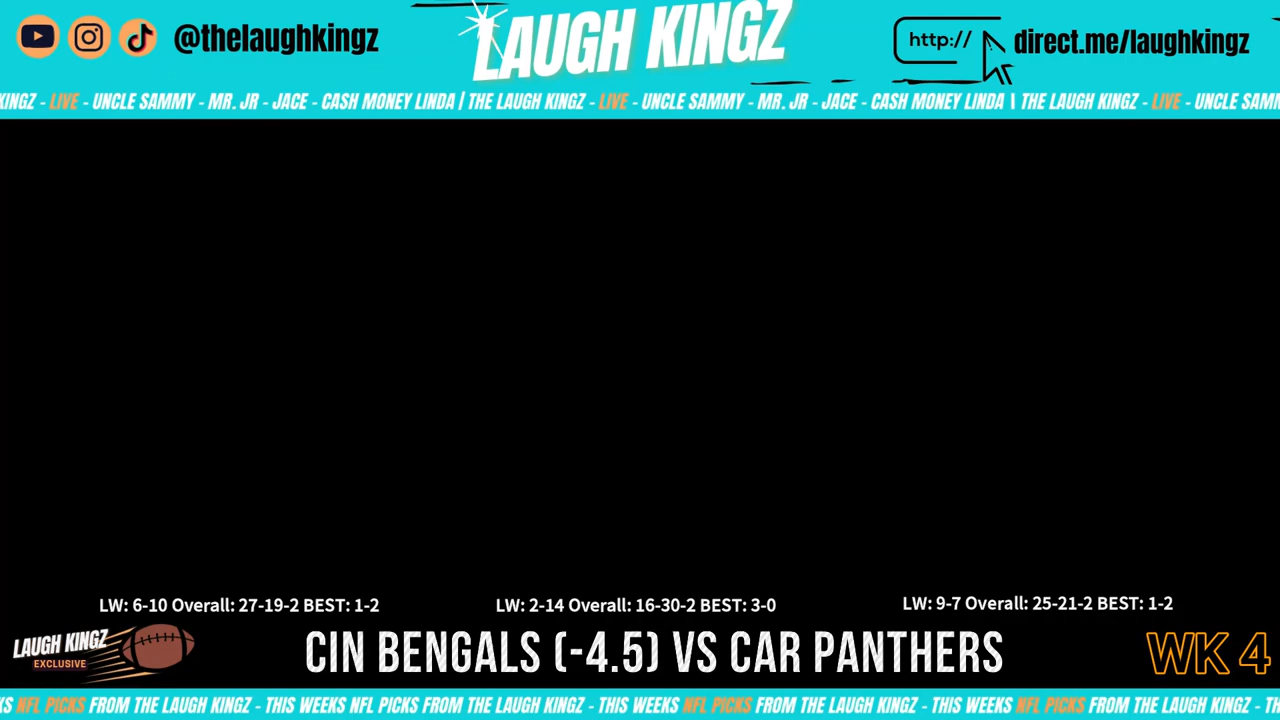 @thelaughkingz
LAUGH KINGZ
http://
direct.me/laughkingz
KINGZ - LIVE - UNCLE SAMMY - MR. JR - JACE - CASH MONEY LINDA | THE LAUGH KINGZ - LIVE - UNCLE SAMMY - MR. JR - JACE - CASH MONEY LINDA \ THE LAUGH KINGZ - LIVE - UNCLE SAMM
LW: 6-10 Overall: 27-19-2 BEST: 1-2
LW: 2-14 Overall: 16-30-2 BEST: 3-0
LW: 9-7 Overall: 25-21-2 BEST: 1-2
LAUGH KINGZ
EXCLUSIVE
CIN BENGALS (-4.5) VS CAR PANTHERS
WK 4
KS NFL PICKS FROM THE LAUGH KINGZ - THIS WEEKS NFL PICKS FROM THE LAUGH KINGZ - THIS WEEKS NFL PICKS FROM THE LAUGH KINGZ - THIS WEEKS NFL PICKS FROM THE LAUGH KINGZ - TH